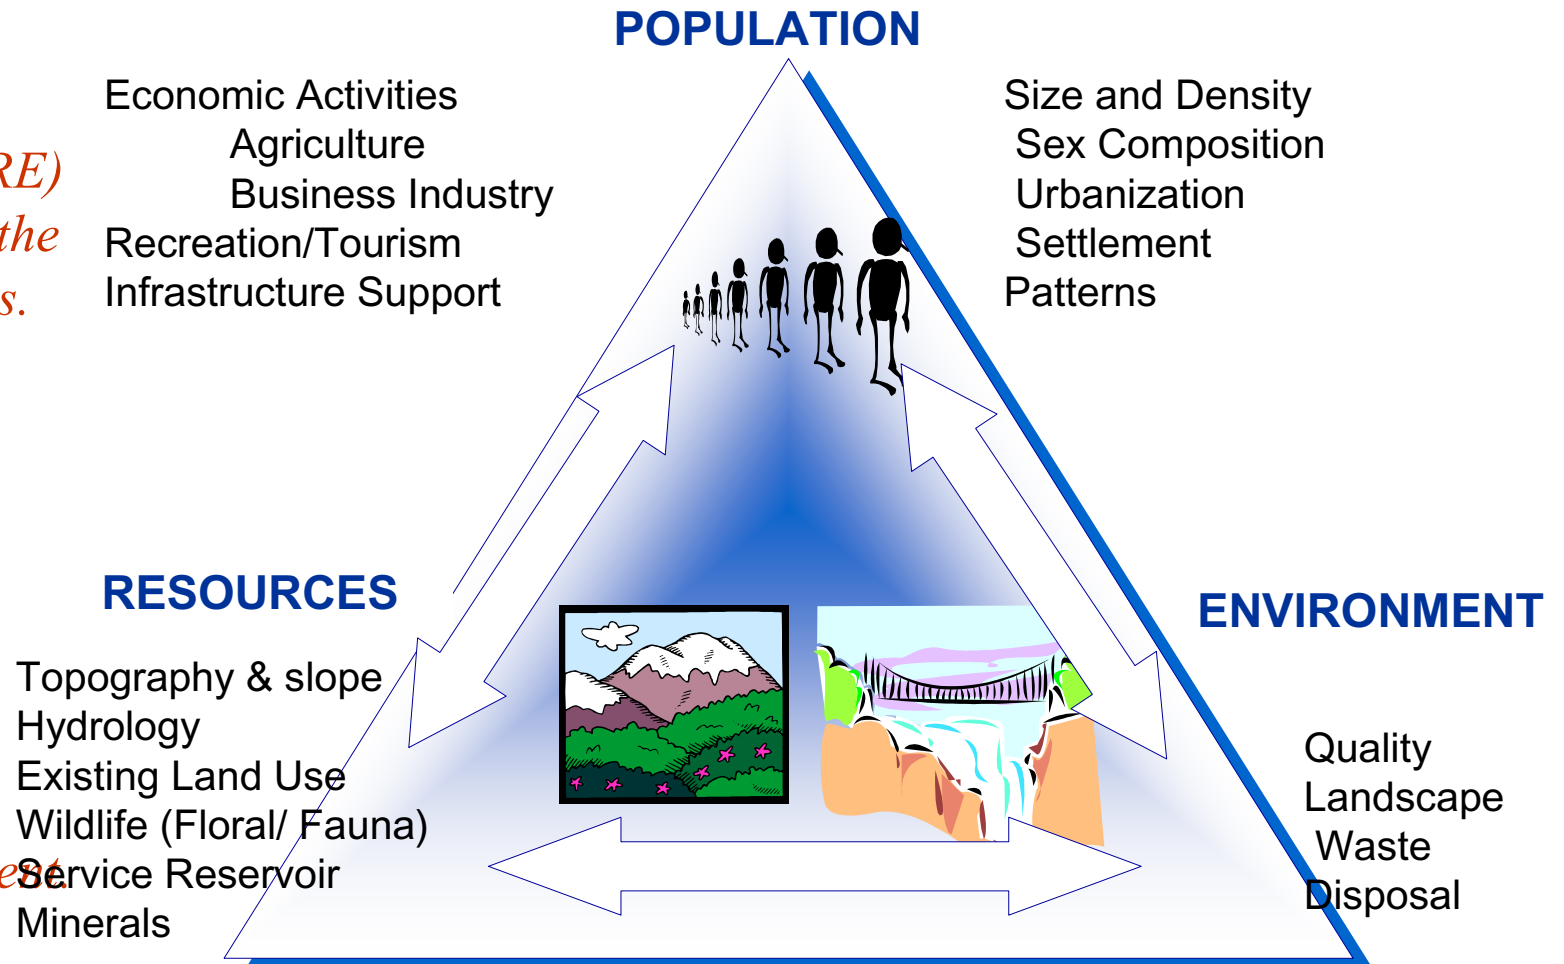 POPULATION
Economic Activities
Agriculture
Business Industry
Recreation/Tourism
Infrastructure Support
Size and Density
Sex Composition
Urbanization
Settlement
Patterns
the
s.
RESOURCES
Topography & slope
Hydrology
Existing Land Use
Wildlife (Floral/ Fauna)
Service Reservoir
Minerals
ENVIRONMENT
Quality
Landscape
Waste
Disposal